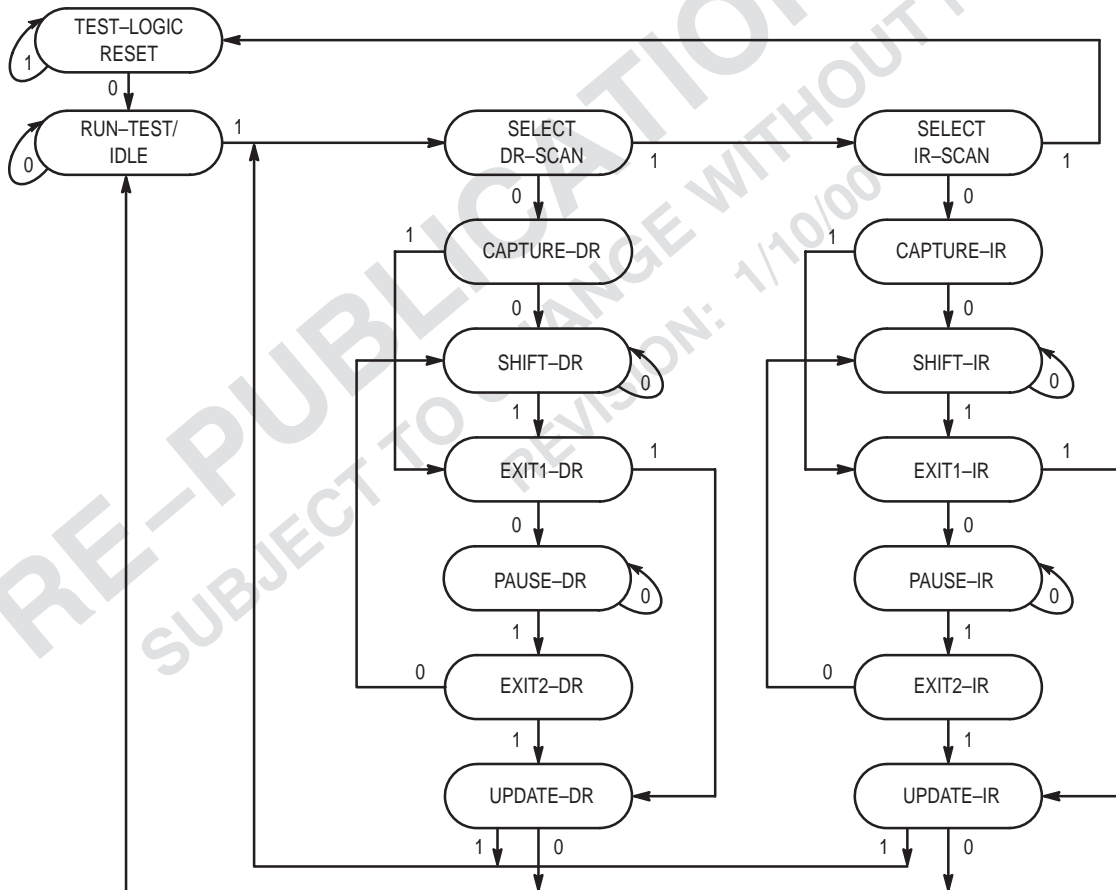 TEST–LOGIC
RESET
1
0
RUN–TEST/
IDLE
0
1
SELECT
DR–SCAN
1
0
SELECT
IR–SCAN
1
0
CAPTURE–DR
1
0
CAPTURE–IR
1
0
SHIFT–DR
0
1
SHIFT–IR
0
1
EXIT1–DR
1
0
EXIT1–IR
1
0
PAUSE–DR
0
1
PAUSE–IR
0
1
EXIT2–DR
0
1
EXIT2–IR
0
1
UPDATE–DR
1
0
UPDATE–IR
1
0
RE–PUBLICATION
SUBJECT TO CHANGE WITHOUT
REVISION: 1/10/00